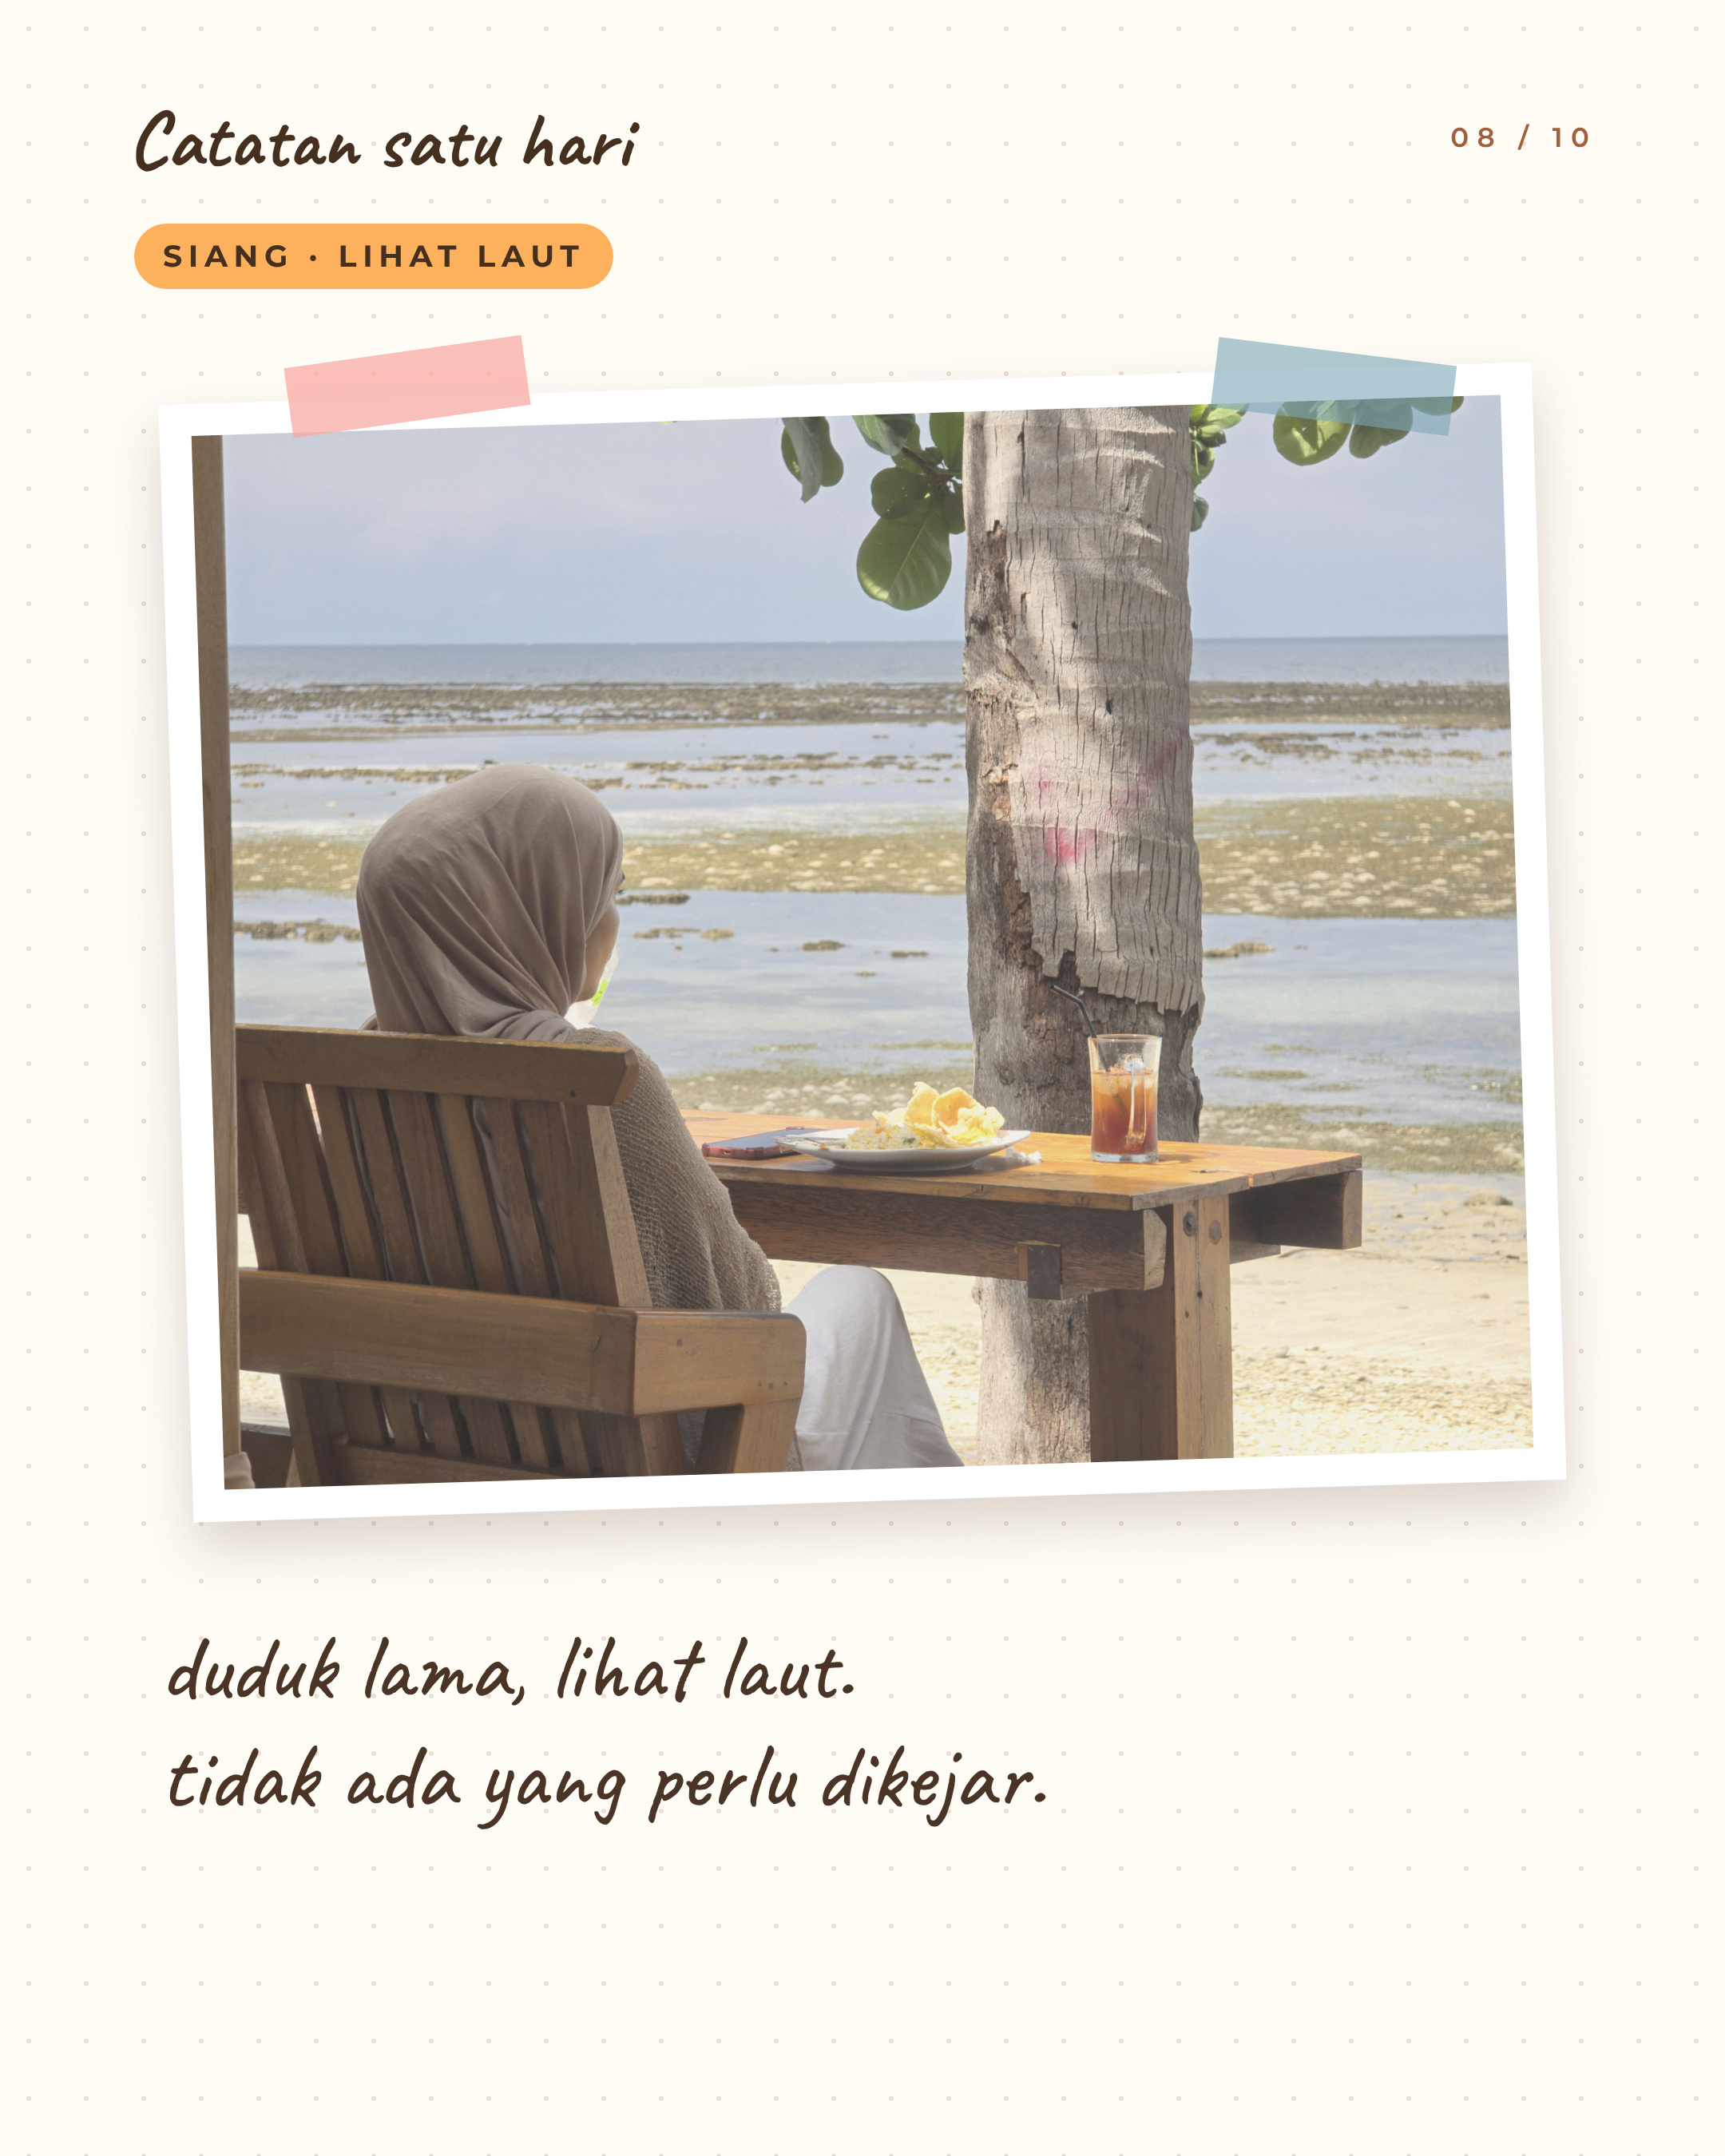 Catatan satu hari
08 / 10
SIANG · LIHAT LAUT
duduk lama, lihat laut.
tidak ada yang perlu dikejar.